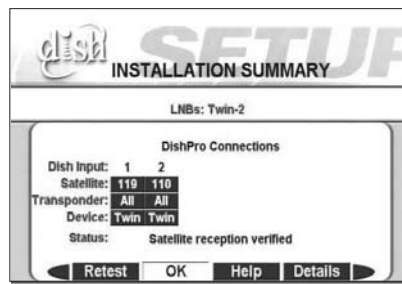 dish SETUP
INSTALLATION SUMMARY
LNBs: Twin-2
DishPro Connections
Dish Input: 1 2
Satellite: 119 110
Transponder: All All
Device: Twin Twin
Status: Satellite reception verified
Retest OK Help Details